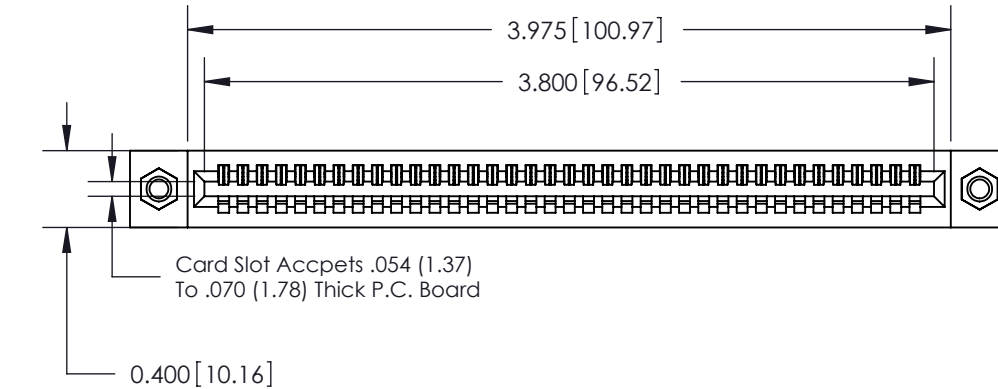 3.975[100.97]
3.800[96.52]
Card Slot Accpets .054 (1.37)
To .070 (1.78) Thick P.C. Board
0.400[10.16]